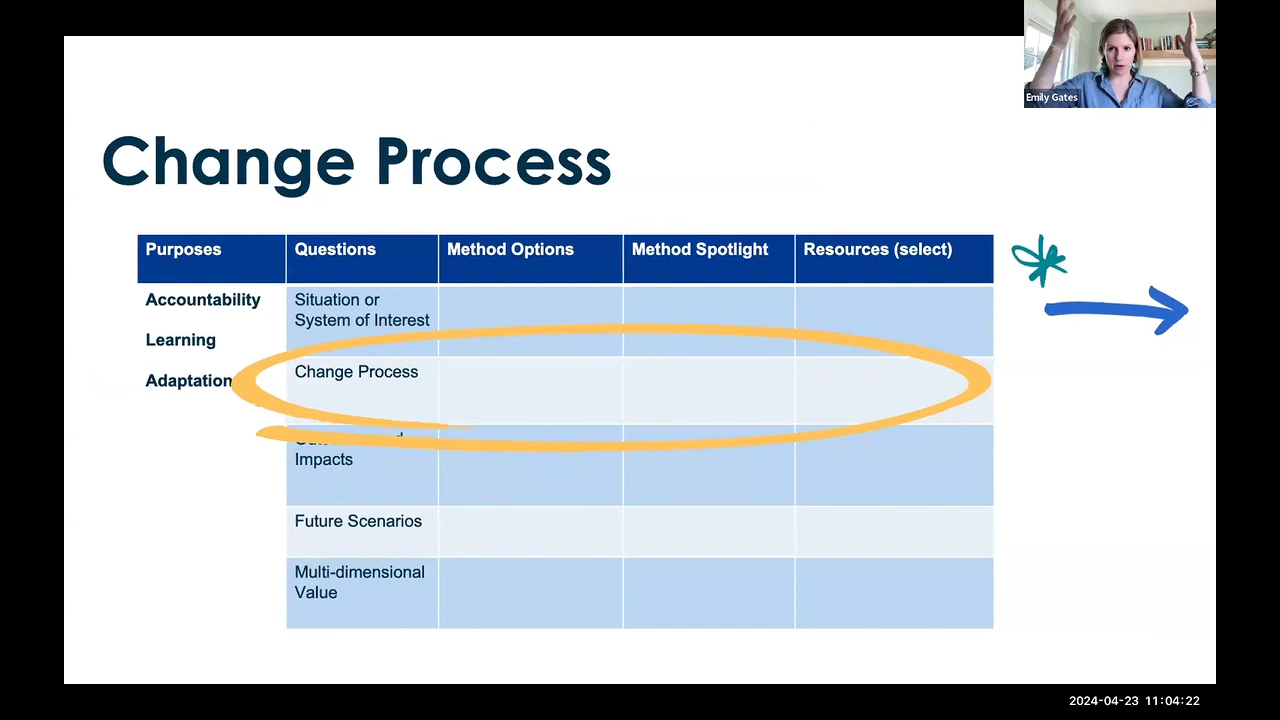 Emily Gates
Change Process
Purposes Questions Method Options Method Spotlight Resources (select)
Accountability
Learning
Adaptation
Situation or
System of Interest
Change Process
Impacts
Future Scenarios
Multi-dimensional
Value
2024-04-23 11:04:22